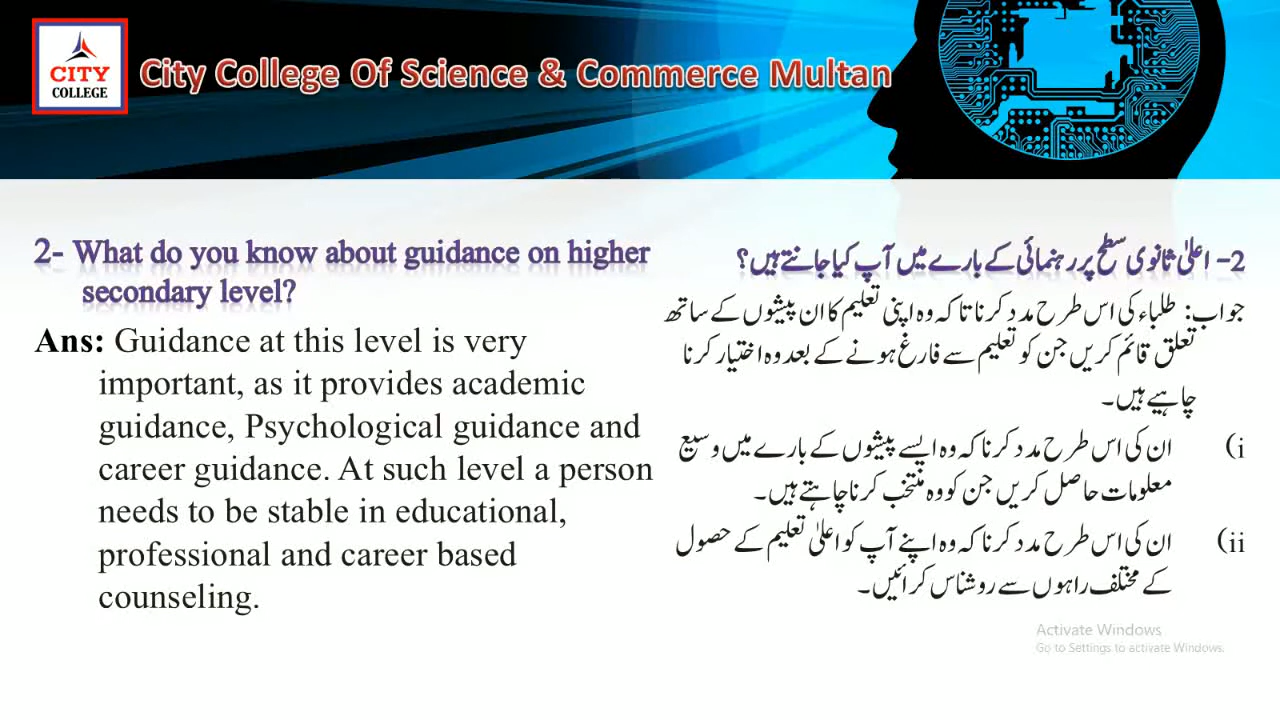 CITY
COLLEGE
City College Of Science & Commerce Multan
2- What do you know about guidance on higher
secondary level?
Ans: Guidance at this level is very
important, as it provides academic
guidance, Psychological guidance and
career guidance. At such level a person
needs to be stable in educational,
professional and career based
counseling.
2- اعلیٰ ثانوی سطح پر رہنمائی کے بارے میں آپ کیا جانتے ہیں؟
جواب: طلباء کی اس طرح مدد کرنا تاکہ وہ اپنی تعلیم کا ان پیشوں کے ساتھ
تعلق قائم کریں جن کو تعلیم سے فارغ ہونے کے بعد وہ اختیار کرنا
چاہیے ہیں۔
i) ان کی اس طرح مدد کرنا کہ وہ ایسے پیشوں کے بارے میں وسیع
معلومات حاصل کریں جن کو وہ منتخب کرنا چاہتے ہیں۔
ii) ان کی اس طرح مدد کرنا کہ وہ اپنے آپ کو اعلیٰ تعلیم کے حصول
کے مختلف راہوں سے روشناس کرائیں۔
Activate Windows
Go to Settings to activate Windows.